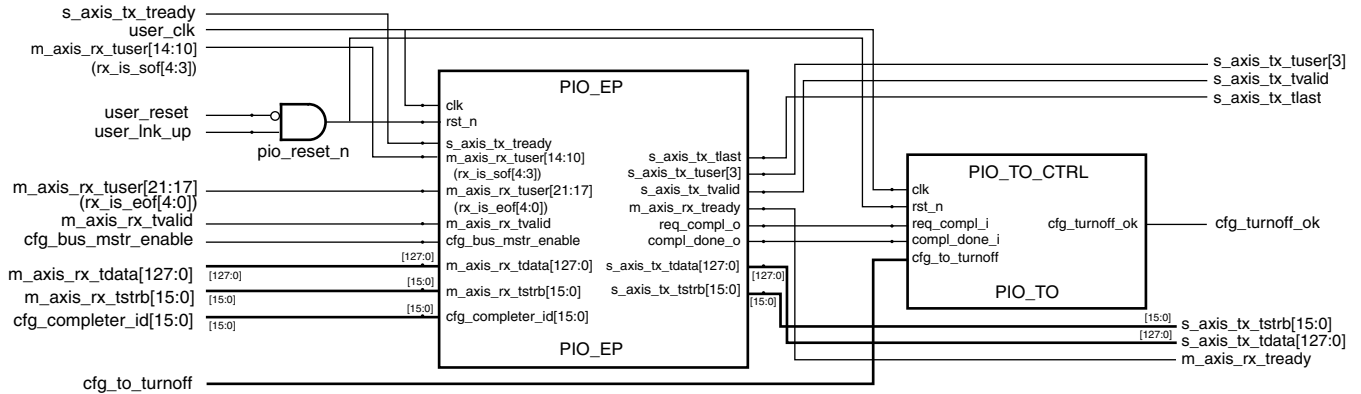 s_axis_tx_tready
user_clk
m_axis_rx_tuser[14:10]
(rx_is_sof[4:3])
user_reset
user_lnk_up
pio_reset_n
m_axis_rx_tuser[21:17]
(rx_is_eof[4:0])
m_axis_rx_tvalid
cfg_bus_mstr_enable
m_axis_rx_tdata[127:0]
[127:0]
m_axis_rx_tstrb[15:0]
[15:0]
cfg_completer_id[15:0]
[15:0]
cfg_to_turnoff
[127:0]
[15:0]
[15:0]
PIO_EP
clk
rst_n
s_axis_tx_tready
m_axis_rx_tuser[14:10]
(rx_is_sof[4:3])
m_axis_rx_tuser[21:17]
(rx_is_eof[4:0])
m_axis_rx_tvalid
cfg_bus_mstr_enable
m_axis_rx_tdata[127:0]
m_axis_rx_tstrb[15:0]
cfg_completer_id[15:0]
s_axis_tx_tlast
s_axis_tx_tuser[3]
s_axis_tx_tvalid
m_axis_rx_tready
req_compl_o
compl_done_o
s_axis_tx_tdata[127:0]
s_axis_tx_tstrb[15:0]
PIO_EP
[127:0]
[15:0]
PIO_TO_CTRL
clk
rst_n
req_compl_i
compl_done_i
cfg_to_turnoff
cfg_turnoff_ok
PIO_TO
s_axis_tx_tuser[3]
s_axis_tx_tvalid
s_axis_tx_tlast
cfg_turnoff_ok
[15:0]
s_axis_tx_tstrb[15:0]
[127:0]
s_axis_tx_tdata[127:0]
m_axis_rx_tready